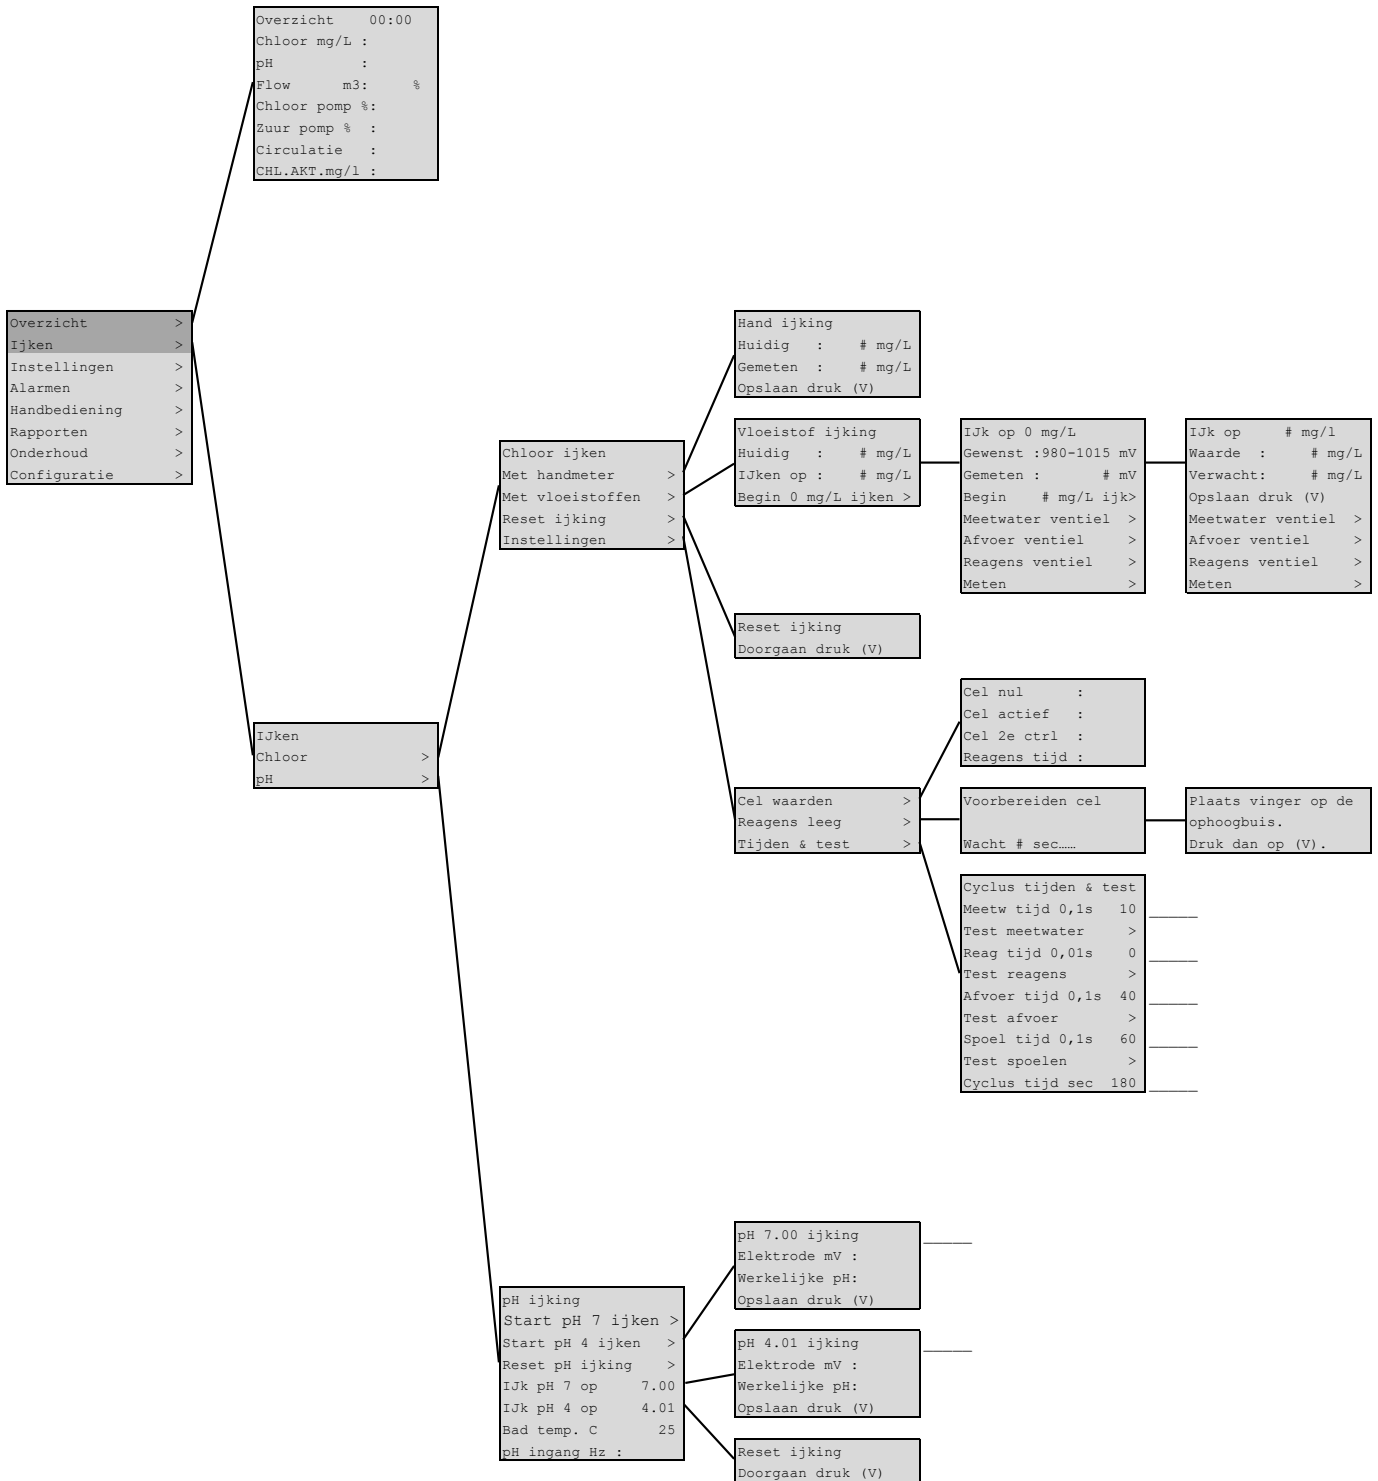 Overzicht    00:00
Chloor mg/L :
pH          :
Flow      m3:     %
Chloor pomp %:
Zuur pomp %  :
Circulatie   :
CHL.AKT.mg/l :
Overzicht          >
Ijken              >
Instellingen       >
Alarmen            >
Handbediening      >
Rapporten          >
Onderhoud          >
Configuratie       >
IJken
Chloor             >
pH                 >
Chloor ijken
Met handmeter      >
Met vloeistoffen   >
Reset ijking       >
Instellingen       >
Hand ijking
Huidig   :    # mg/L
Gemeten  :    # mg/L
Opslaan druk (V)
Vloeistof ijking
Huidig   :    # mg/L
IJken op :    # mg/L
Begin 0 mg/L ijken >
IJk op 0 mg/L
Gewenst :980-1015 mV
Gemeten :       # mV
Begin    # mg/L ijk>
Meetwater ventiel  >
Afvoer ventiel     >
Reagens ventiel    >
Meten              >
IJk op     # mg/l
Waarde  :     # mg/L
Verwacht:     # mg/L
Opslaan druk (V)
Meetwater ventiel  >
Afvoer ventiel     >
Reagens ventiel    >
Meten              >
Reset ijking
Doorgaan druk (V)
Cel waarden        >
Reagens leeg       >
Tijden & test      >
Cel nul      :
Cel actief   :
Cel 2e ctrl  :
Reagens tijd :
Voorbereiden cel
Wacht # sec……
Plaats vinger op de
ophoogbuis.
Druk dan op (V).
Cyclus tijden & test
Meetw tijd 0,1s   10 ______
Test meetwater     >
Reag tijd 0,01s    0 ______
Test reagens       >
Afvoer tijd 0,1s  40 ______
Test afvoer        >
Spoel tijd 0,1s   60 ______
Test spoelen       >
Cyclus tijd sec  180 ______
pH ijking
Start pH 7 ijken >
Start pH 4 ijken   >
Reset pH ijking    >
IJk pH 7 op     7.00
IJk pH 4 op     4.01
Bad temp. C       25
pH ingang Hz :
pH 7.00 ijking ______
Elektrode mV :
Werkelijke pH:
Opslaan druk (V)
pH 4.01 ijking ______
Elektrode mV :
Werkelijke pH:
Opslaan druk (V)
Reset ijking
Doorgaan druk (V)